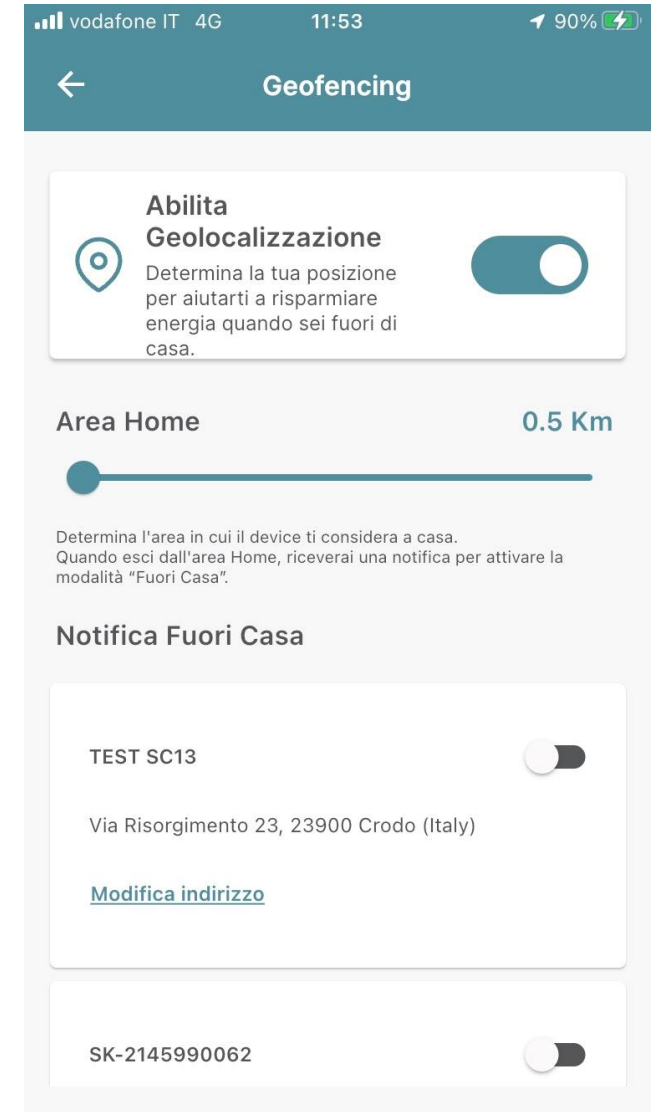 vodafone IT 4G 11:53 90%
Geofencing
Abilita
Geolocalizzazione
Determina la tua posizione
per aiutarti a risparmiare
energia quando sei fuori di
casa.
Area Home 0.5 Km
Determina l'area in cui il device ti considera a casa.
Quando esci dall'area Home, riceverai una notifica per attivare la
modalità “Fuori Casa”.
Notifica Fuori Casa
TEST SC13
Via Risorgimento 23, 23900 Crodo (Italy)
Modifica indirizzo
SK-2145990062